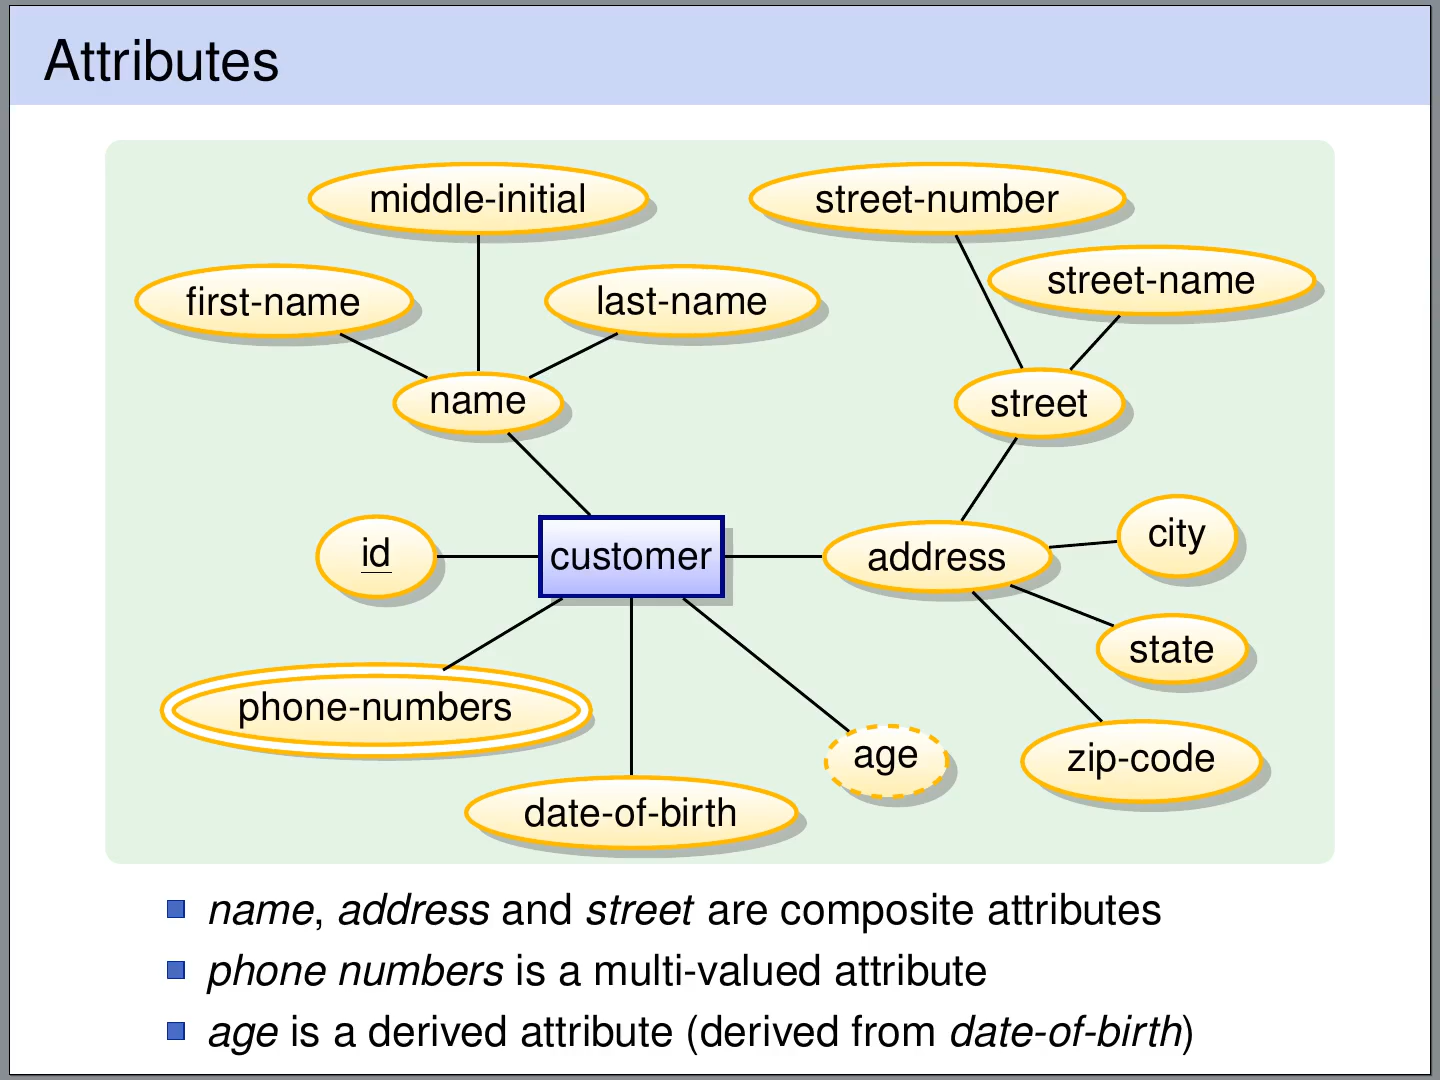 Attributes
middle-initial
street-number
street-name
first-name
last-name
name
street
city
id
customer
address
state
phone-numbers
age
zip-code
date-of-birth
name, address and street are composite attributes
phone numbers is a multi-valued attribute
age is a derived attribute (derived from date-of-birth)